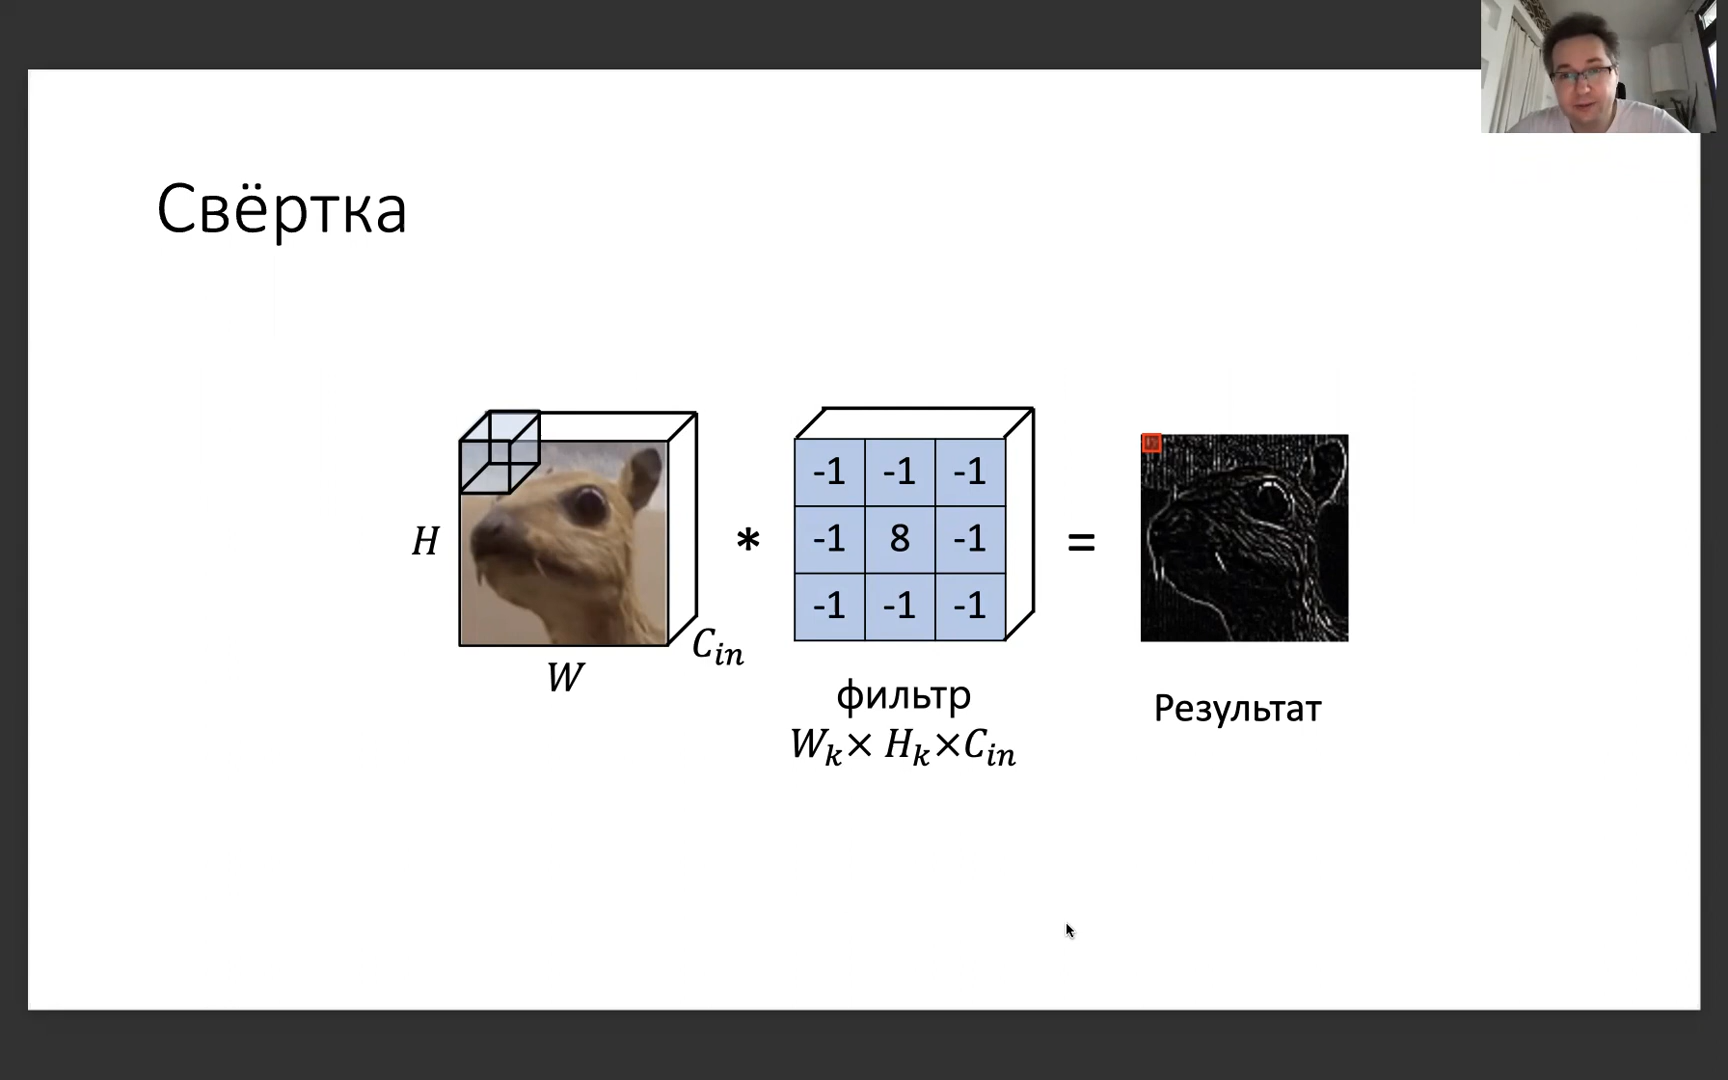 Свёртка
H
W
C_in
*
-1 -1 -1
-1 8 -1
-1 -1 -1
=
фильтр
W_k × H_k × C_in
Результат